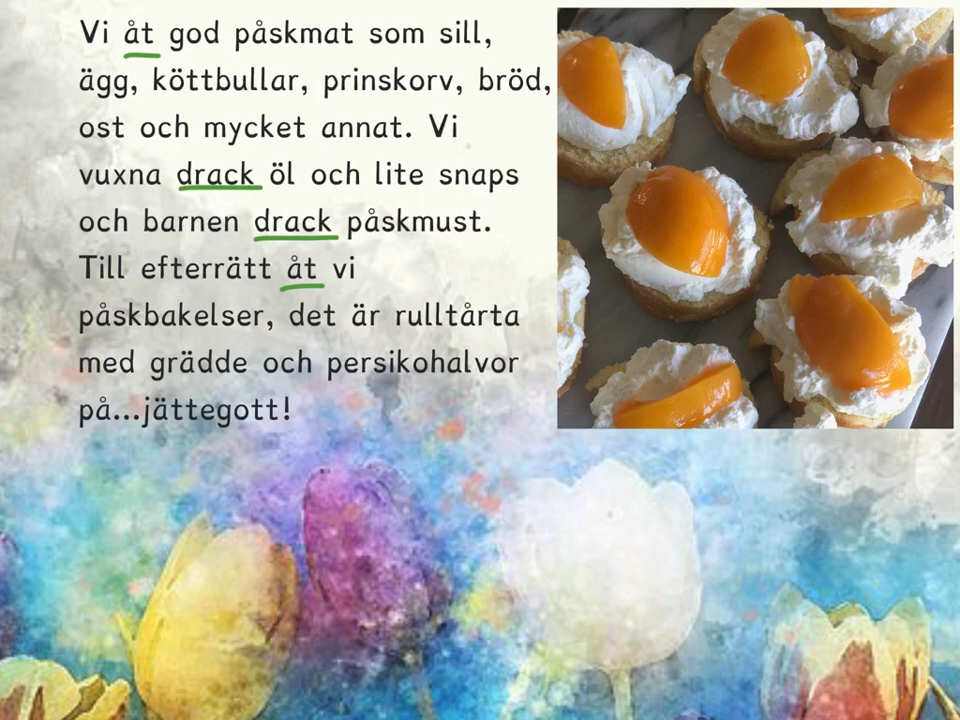 Vi åt god påskmat som sill,
ägg, köttbullar, prinskorv, bröd,
ost och mycket annat. Vi
vuxna drack öl och lite snaps
och barnen drack påskmust.
Till efterrätt åt vi
påskbakelser, det är rulltårta
med grädde och persikohalvor
på...jättegott!